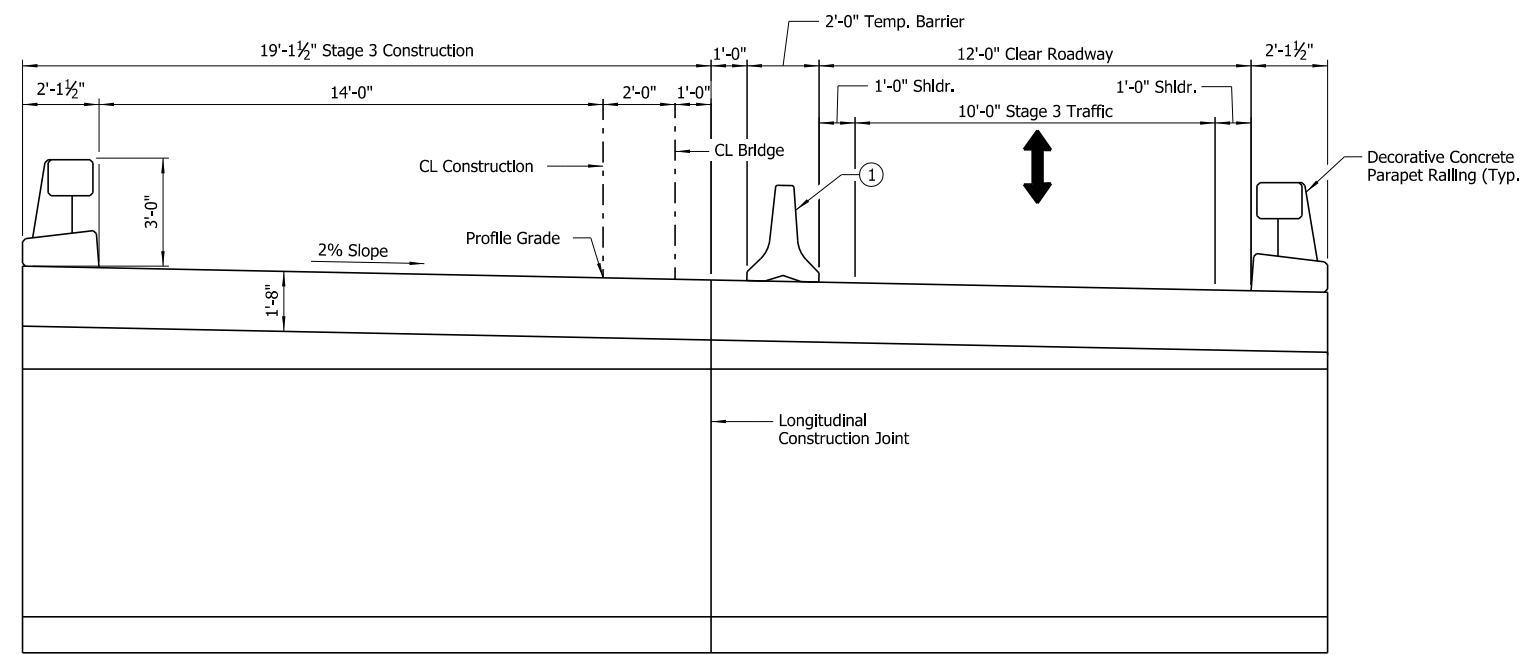 2'-0" Temp. Barrier
19'-1½" Stage 3 Construction
1'-0"
12'-0" Clear Roadway
2'-1½"
2'-1½"
14'-0"
2'-0"
1'-0"
1'-0" Shldr.
1'-0" Shldr.
10'-0" Stage 3 Traffic
CL Construction
CL Bridge
1
Decorative Concrete
Parapet Railing (Typ.
3'-0"
Profile Grade
2% Slope
1'-8"
Longitudinal
Construction Joint